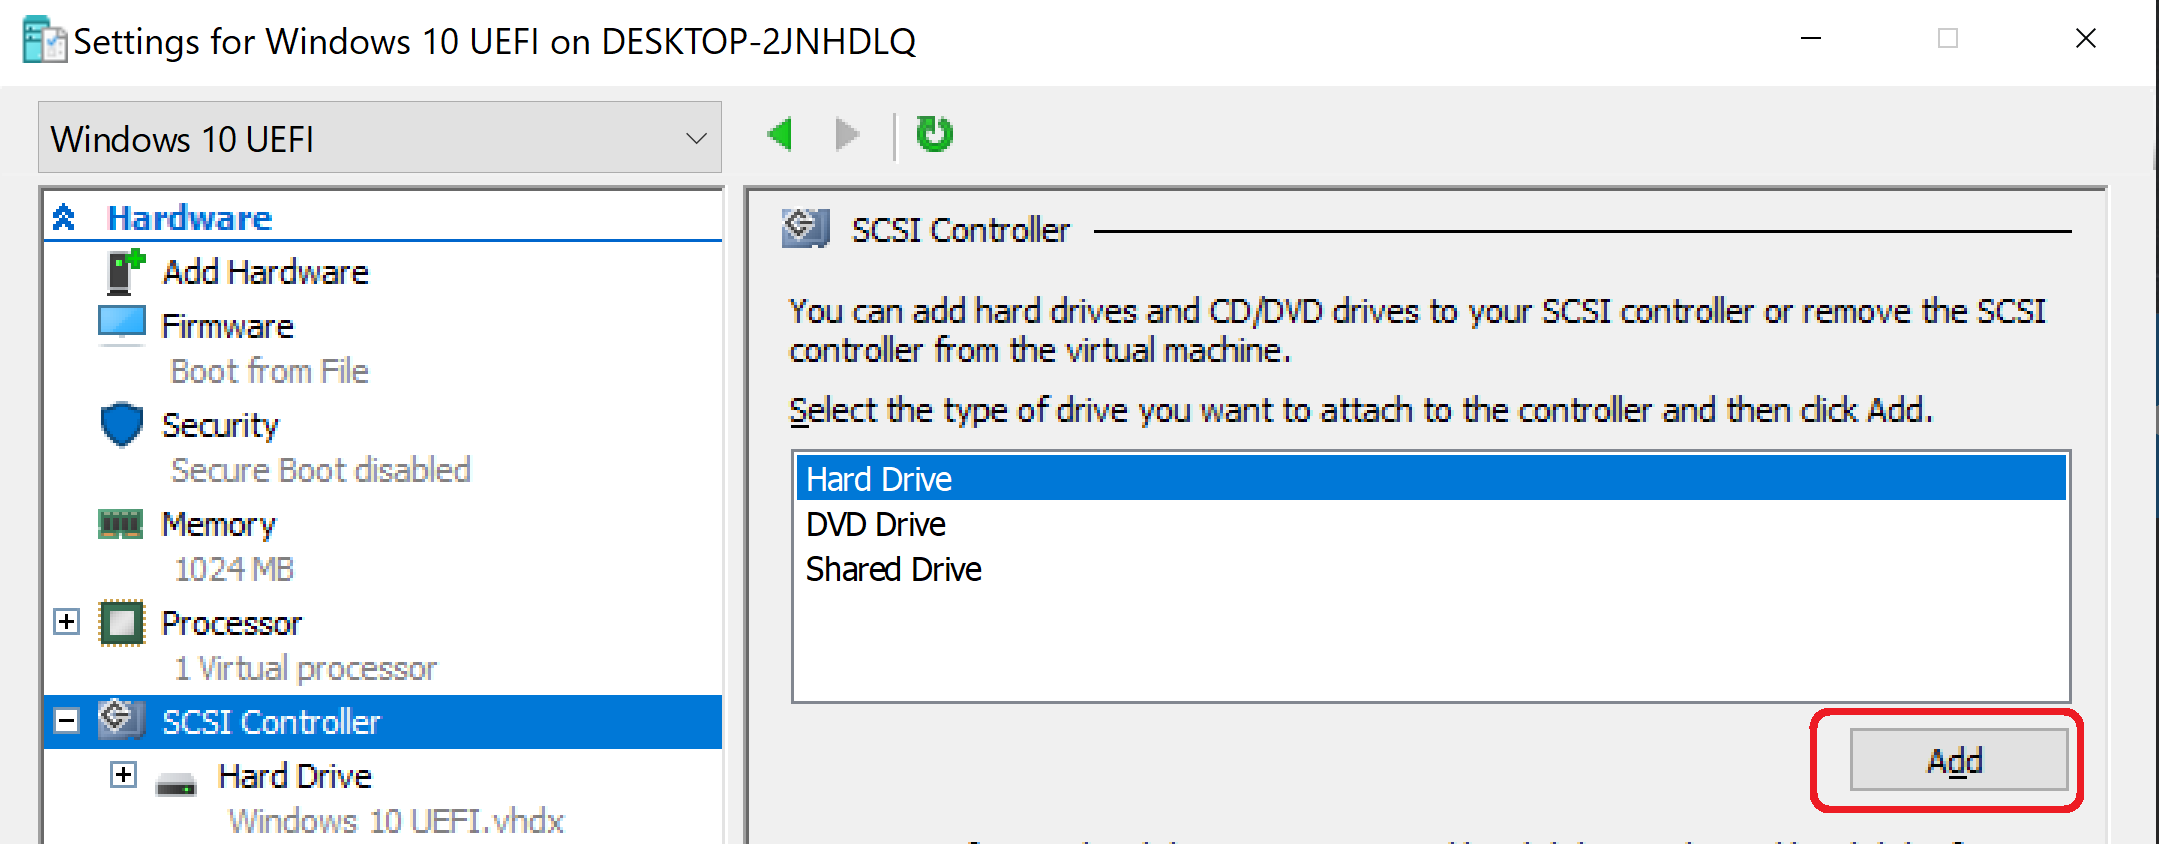 Settings for Windows 10 UEFI on DESKTOP-2JNHDLQ
Windows 10 UEFI
Hardware
Add Hardware
Firmware
Boot from File
Security
Secure Boot disabled
Memory
1024 MB
Processor
1 Virtual processor
SCSI Controller
Hard Drive
Windows 10 UEFI.vhdx
SCSI Controller
You can add hard drives and CD/DVD drives to your SCSI controller or remove the SCSI
controller from the virtual machine.
Select the type of drive you want to attach to the controller and then click Add.
Hard Drive
DVD Drive
Shared Drive
Add